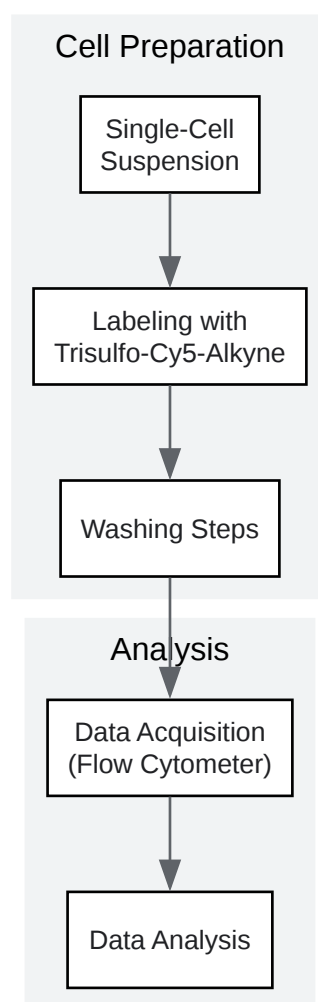 Cell Preparation
Single-Cell
Suspension
Labeling with
Trisulfo-Cy5-Alkyne
Washing Steps
Analysis
Data Acquisition
(Flow Cytometer)
Data Analysis